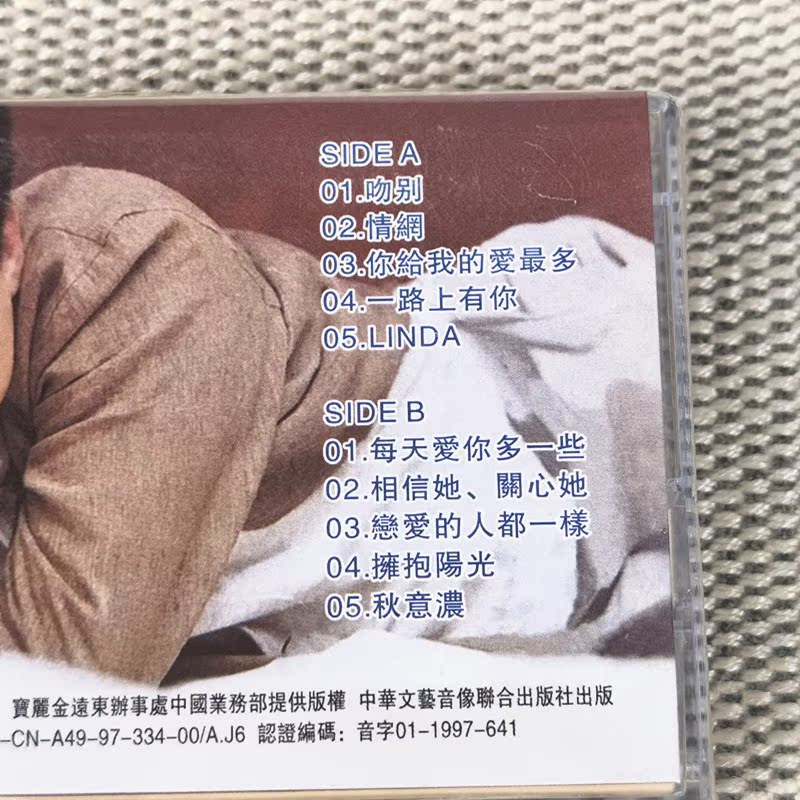 SIDE A
01.吻别
02.情網
03.你給我的愛最多
04.一路上有你
05.LINDA
SIDE B
01.每天愛你多一些
02.相信她、關心她
03.戀愛的人都一樣
04.擁抱陽光
05.秋意濃
寶麗金遠東辦事處中國業務部提供版權 中華文藝音像聯合出版社出版
-CN-A49-97-334-00/A.J6 認證編碼: 音字01-1997-641